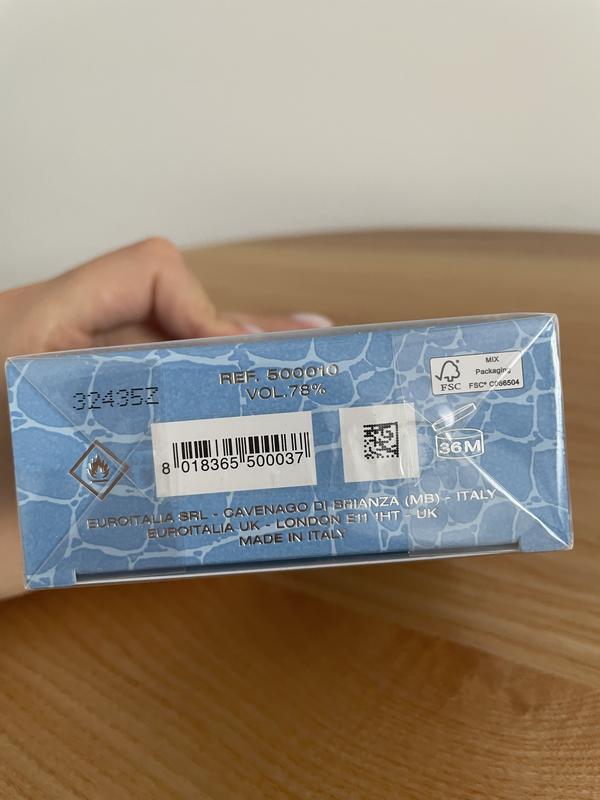 REF. 500010
VOL.78%
32435Z
MIX
Packaging
FSC
FSC® C066504
36M
8 018365 500037
EUROITALIA SRL - CAVENAGO DI BRIANZA (MB) - ITALY
EUROITALIA UK - LONDON E11 1HT - UK
MADE IN ITALY